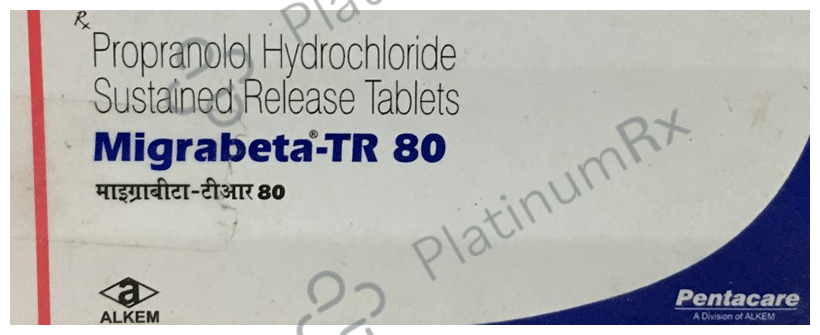 Rx
Propranolol Hydrochloride
Sustained Release Tablets
Migrabeta®-TR 80
माइग्राबीटा-टीआर 80
PlatinumRx
a
ALKEM
Pentacare
A Division of ALKEM